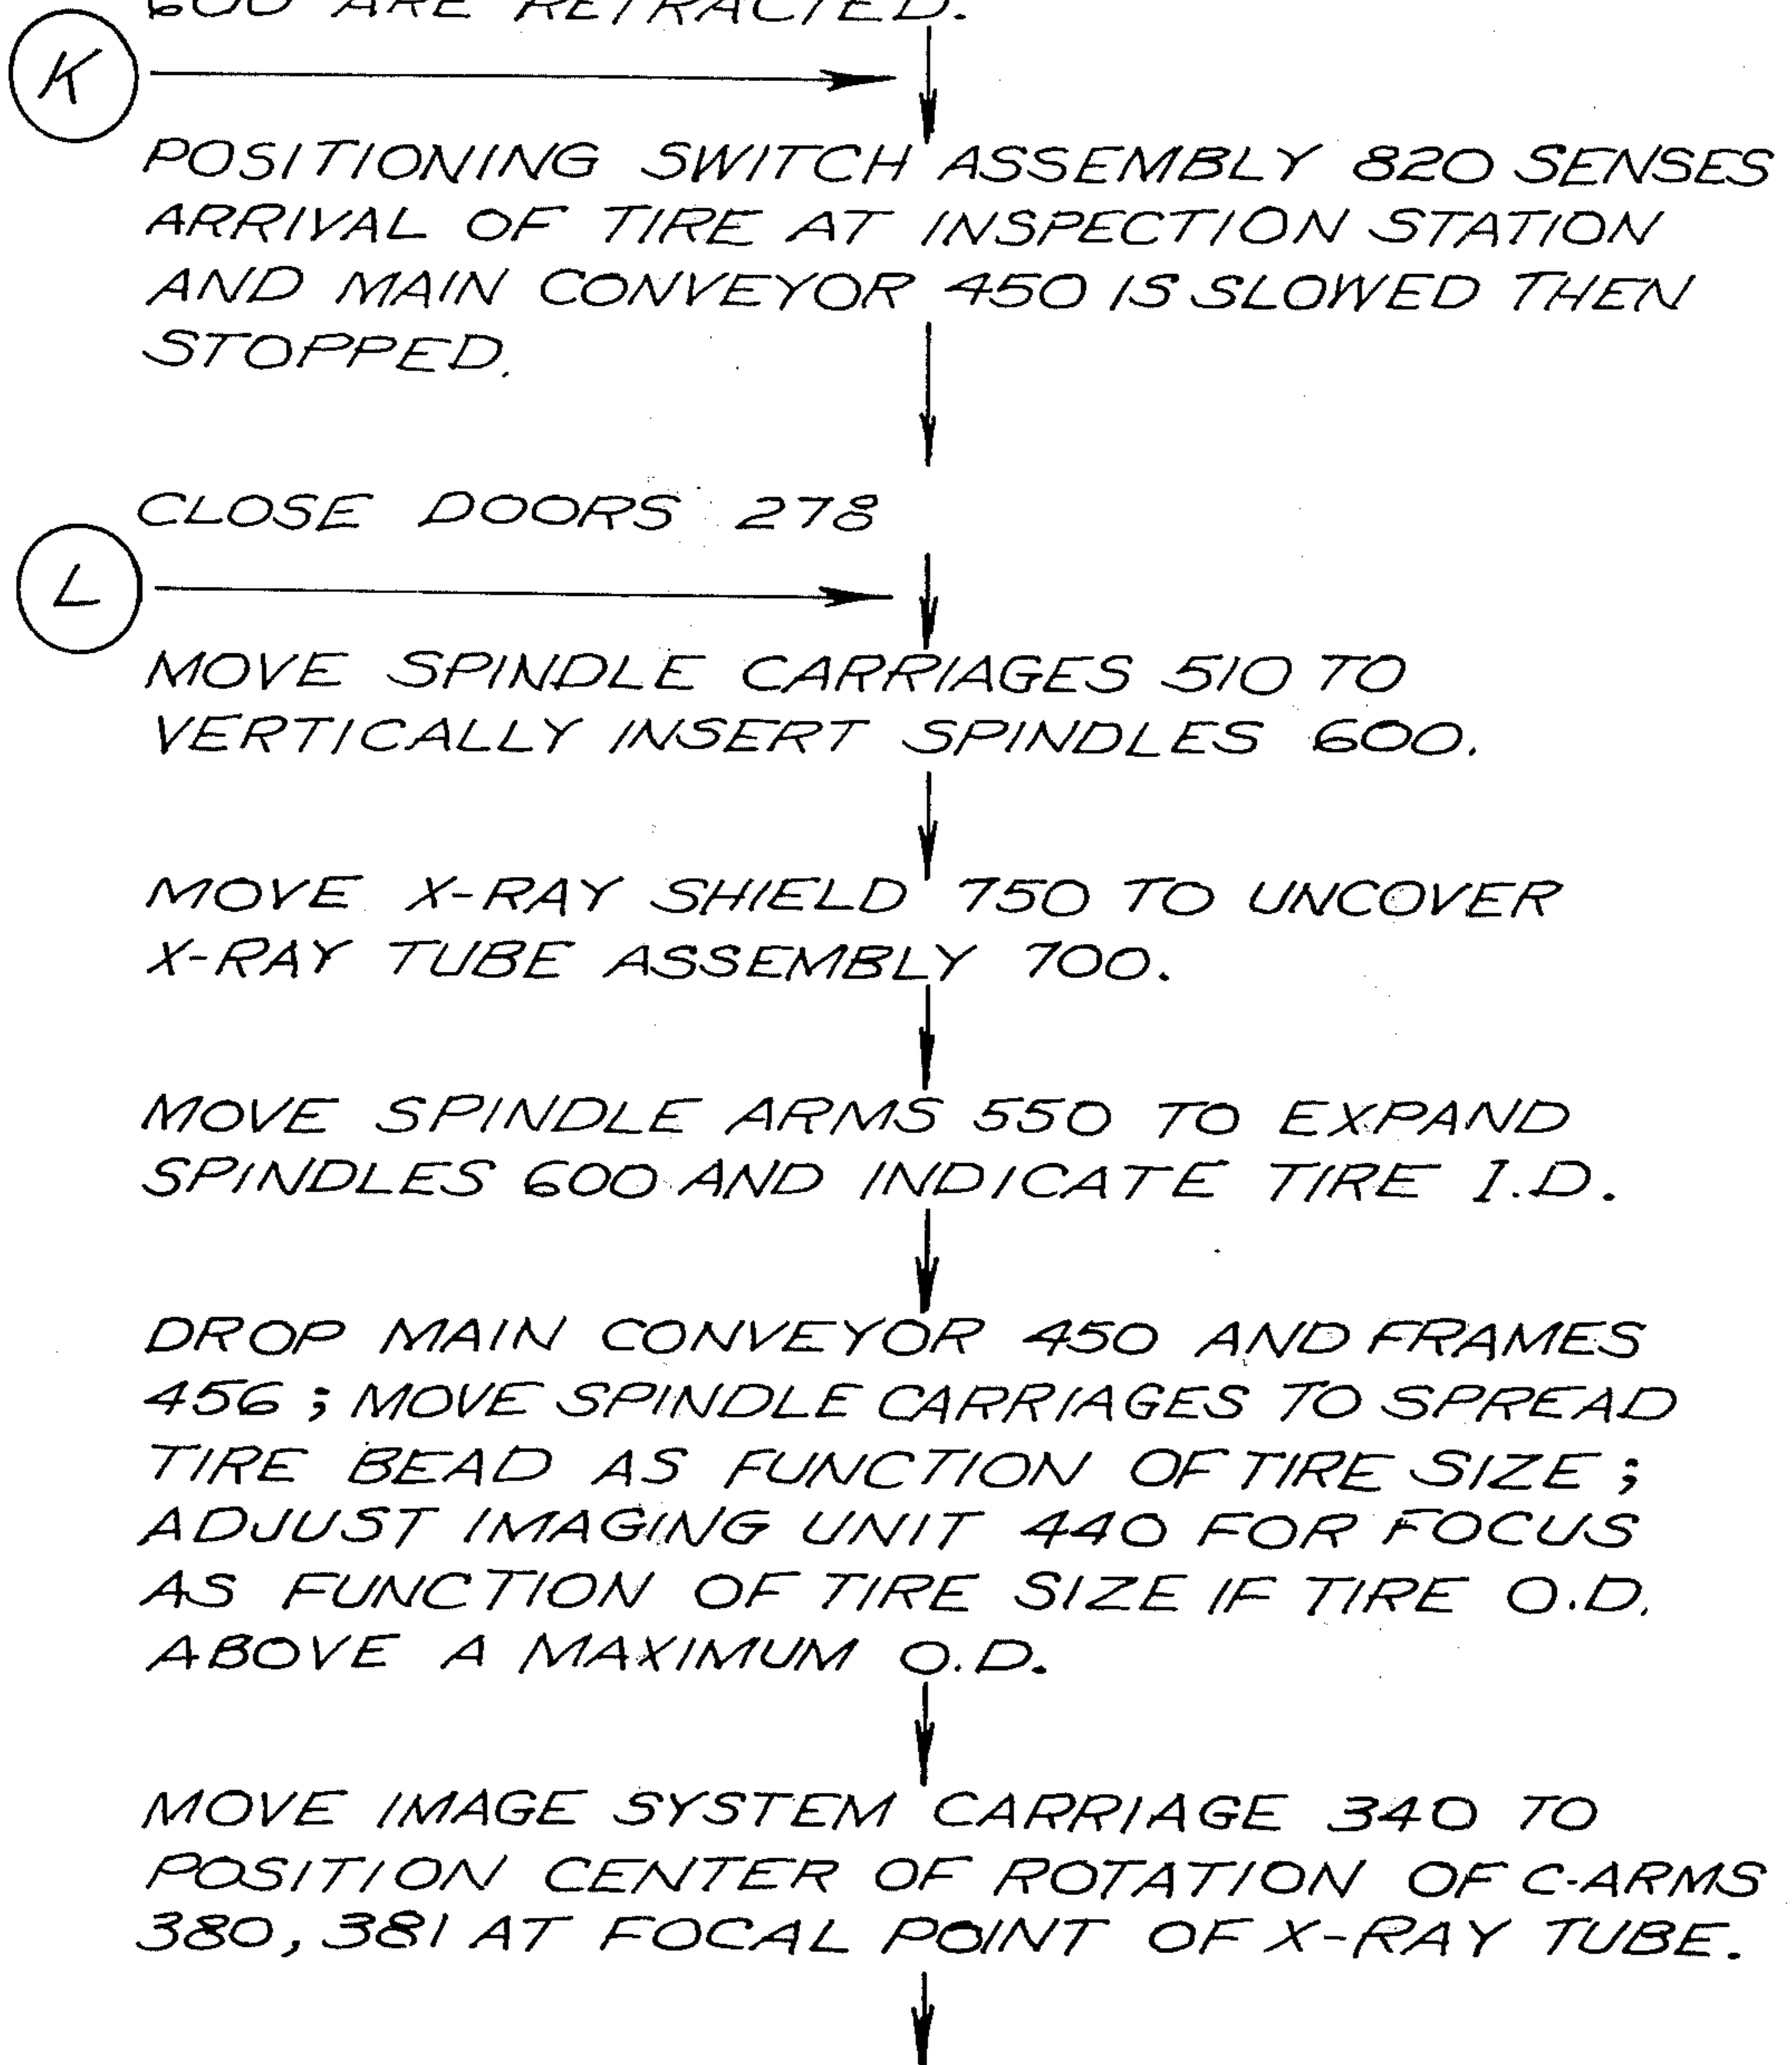 600 ARE RETRACTED.
K
POSITIONING SWITCH ASSEMBLY 820 SENSES
ARRIVAL OF TIRE AT INSPECTION STATION
AND MAIN CONVEYOR 450 IS SLOWED THEN
STOPPED.
CLOSE DOORS 278
L
MOVE SPINDLE CARRIAGES 510 TO
VERTICALLY INSERT SPINDLES 600.
MOVE X-RAY SHIELD 750 TO UNCOVER
X-RAY TUBE ASSEMBLY 700.
MOVE SPINDLE ARMS 550 TO EXPAND
SPINDLES 600 AND INDICATE TIRE I.D.
DROP MAIN CONVEYOR 450 AND FRAMES
456; MOVE SPINDLE CARRIAGES TO SPREAD
TIRE BEAD AS FUNCTION OF TIRE SIZE;
ADJUST IMAGING UNIT 440 FOR FOCUS
AS FUNCTION OF TIRE SIZE IF TIRE O.D.
ABOVE A MAXIMUM O.D.
MOVE IMAGE SYSTEM CARRIAGE 340 TO
POSITION CENTER OF ROTATION OF C-ARMS
380, 381 AT FOCAL POINT OF X-RAY TUBE.